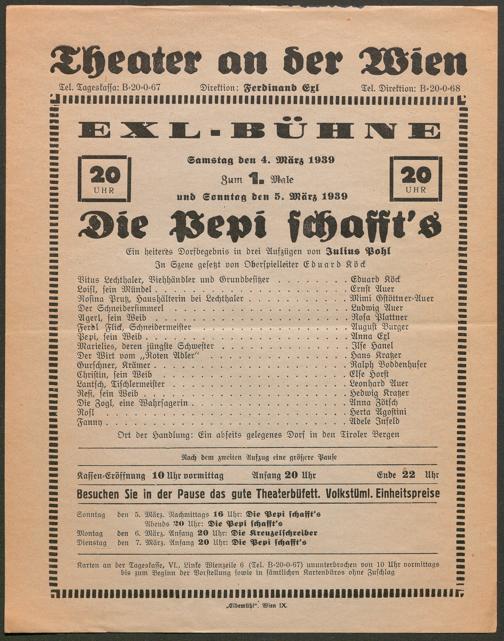 Theater an der Wien
Tel. Tageskassa: B-20-0-67 Direktion: Ferdinand Exl Tel. Direktion: B-20-0-68
EXL-BÜHNE
Samstag den 4. März 1939
20 UHR Zum 1. Male 20 UHR
und Sonntag den 5. März 1939
Die Pepi schafft's
Ein heiteres Dorfbegebnis in drei Aufzügen von Julius Pohl
In Szene gesetzt von Oberspielleiter Eduard Köck
Vitus Lechthaler, Viehhändler und Grundbesitzer . . . . Eduard Köck
Loisl, sein Mündel . . . . Ernst Auer
Rosina Prutz, Haushälterin bei Lechthaler . . . . Mimi Gstöttner-Auer
Der Schneidersimmerl . . . . Ludwig Auer
Agerl, sein Weib . . . . Rosa Plattner
Ferdl Flick, Schneidermeister . . . . August Burger
Pepi, sein Weib . . . . Anna Exl
Marielies, deren jüngste Schwester . . . . Ilse Hanel
Der Wirt vom „Roten Adler“ . . . . Hans Kratzer
Gurschner, Krämer . . . . Ralph Boddenhuser
Christin, sein Weib . . . . Else Horst
Lantsch, Tischlermeister . . . . Leonhard Auer
Resi, sein Weib . . . . Hedwig Kratzer
Die Zogl, eine Wahrsagerin . . . . Anna Fötsch
Rosl . . . . Herta Agostini
Fanny . . . . Adele Infeld
Ort der Handlung: Ein abseits gelegenes Dorf in den Tiroler Bergen
Nach dem zweiten Aufzug eine größere Pause
Kassen-Eröffnung 10 Uhr vormittag Anfang 20 Uhr Ende 22 Uhr
Besuchen Sie in der Pause das gute Theaterbüfett. Volkstüml. Einheitspreise
Sonntag den 5. März. Nachmittags 16 Uhr: Die Pepi schafft's
Abends 20 Uhr: Die Pepi schafft's
Montag den 6. März. Anfang 20 Uhr: Die Kreuzelschreiber
Dienstag den 7. März. Anfang 20 Uhr: Die Pepi schafft's
Karten an der Tageskasse, VI., Linke Wienzeile 6 (Tel. B-20-0-67) ununterbrochen von 10 Uhr vormittags
bis zum Beginn der Vorstellung sowie in sämtlichen Kartenbüros ohne Zuschlag
„Eldemühl“, Wien IX.